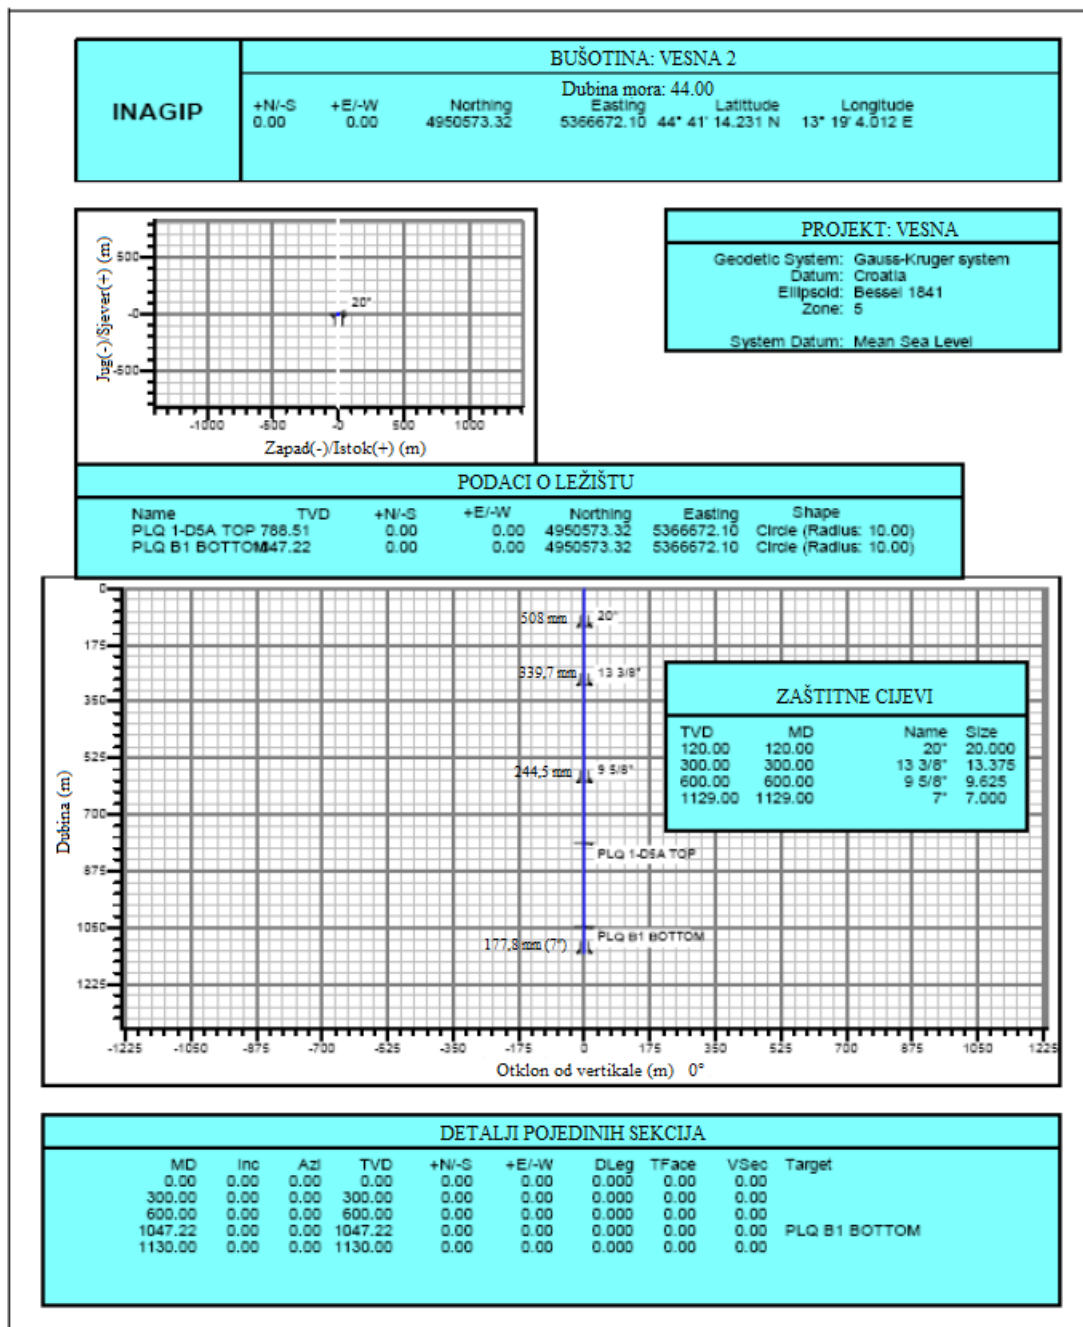 INAGIP
BUŠOTINA: VESNA 2
Dubina mora: 44.00
+N/-S +E/-W Northing Easting Latittude Longitude
0.00 0.00 4950573.32 5366672.10 44° 41' 14.231 N 13° 19' 4.012 E
Jug(-)/Sjever(+) (m)
500
-0
-500
20"
-1000 -500 -0 500 1000
Zapad(-)/Istok(+) (m)
PROJEKT: VESNA
Geodetic System: Gauss-Kruger system
Datum: Croatia
Ellipsoid: Bessel 1841
Zone: 5
System Datum: Mean Sea Level
PODACI O LEŽIŠTU
Name TVD +N/-S +E/-W Northing Easting Shape
PLQ 1-D5A TOP 788.51 0.00 0.00 4950573.32 5366672.10 Circle (Radius: 10.00)
PLQ B1 BOTTOM 1047.22 0.00 0.00 4950573.32 5366672.10 Circle (Radius: 10.00)
Dubina (m)
0
175
350
525
700
875
1050
1225
508 mm 20"
339,7 mm 13 3/8"
244,5 mm 9 5/8"
PLQ 1-D5A TOP
PLQ B1 BOTTOM
177,8 mm (7")
ZAŠTITNE CIJEVI
TVD MD Name Size
120.00 120.00 20" 20.000
300.00 300.00 13 3/8" 13.375
600.00 600.00 9 5/8" 9.625
1129.00 1129.00 7" 7.000
-1225 -1050 -875 -700 -525 -350 -175 0 175 350 525 700 875 1050 1225
Otklon od vertikale (m) 0°
DETALJI POJEDINIH SEKCIJA
MD Inc Azi TVD +N/-S +E/-W DLeg TFace VSec Target
0.00 0.00 0.00 0.00 0.00 0.00 0.000 0.00 0.00
300.00 0.00 0.00 300.00 0.00 0.00 0.000 0.00 0.00
600.00 0.00 0.00 600.00 0.00 0.00 0.000 0.00 0.00
1047.22 0.00 0.00 1047.22 0.00 0.00 0.000 0.00 0.00 PLQ B1 BOTTOM
1130.00 0.00 0.00 1130.00 0.00 0.00 0.000 0.00 0.00